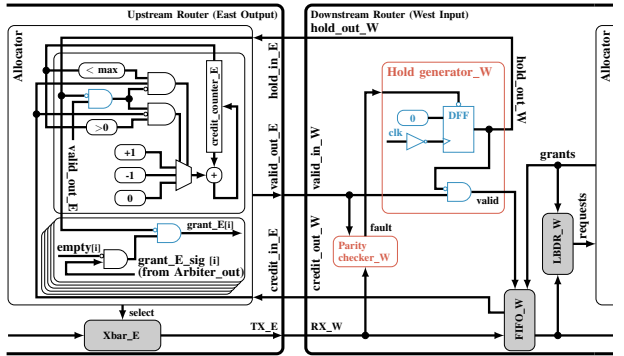 Upstream Router (East Output)
Downstream Router (West Input)
Allocator
< max
>0
credit_counter_E
valid_out_E
+1
-1
0
+
grant_E[i]
empty[i]
grant_E_sig [i]
(from Arbiter_out)
select
Xbar_E
TX_E
hold_in_E
valid_out_E
credit_in_E
hold_out_W
valid_in_W
credit_out_W
RX_W
Hold generator_W
0
DFF
clk
valid
hold_out_W
fault
Parity
checker_W
FIFO_W
LBDR_W
grants
requests
Allocator